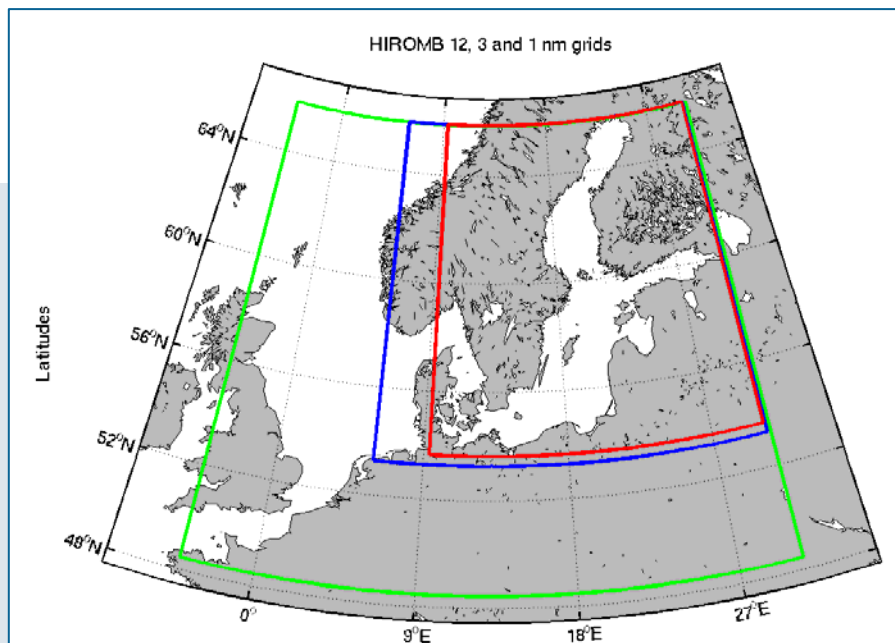 HIROMB 12, 3 and 1 nm grids
64°N
60°N
56°N
52°N
48°N
Latitudes
0°
9°E
18°E
27°E